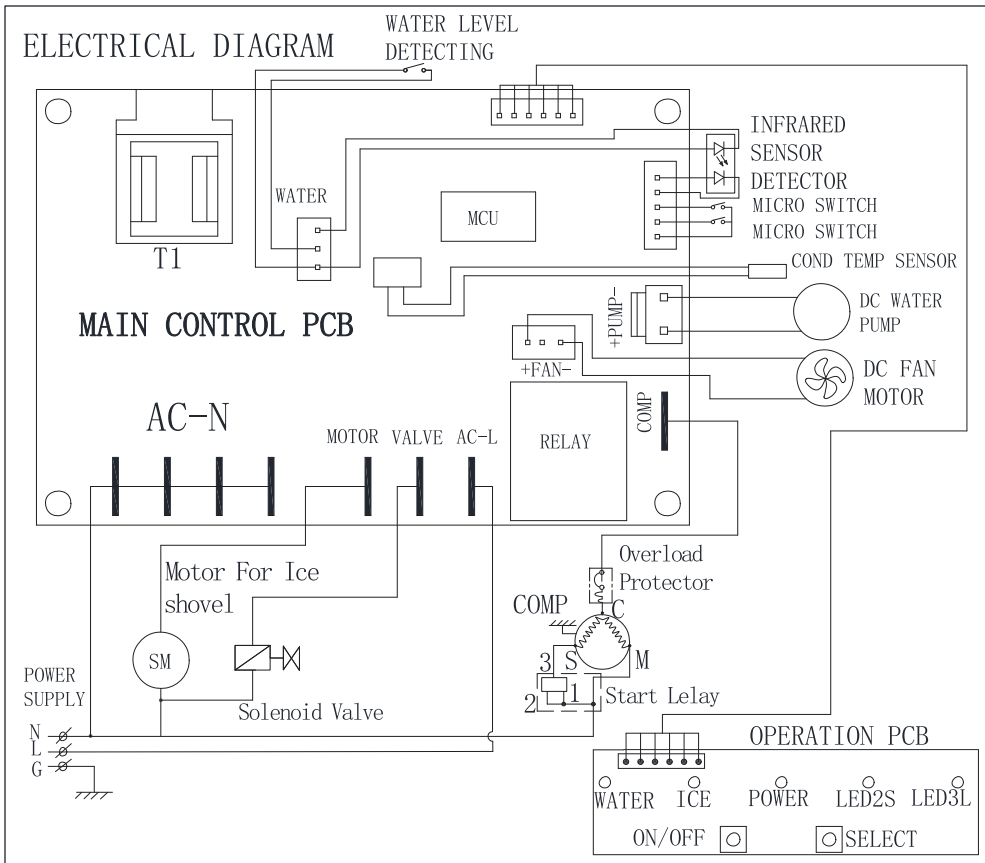 ELECTRICAL DIAGRAM
WATER LEVEL
DETECTING
INFRARED
SENSOR
DETECTOR
MICRO SWITCH
MICRO SWITCH
WATER
MCU
T1
COND TEMP SENSOR
MAIN CONTROL PCB
+PUMP-
DC WATER
PUMP
+FAN-
DC FAN
MOTOR
AC-N
MOTOR
VALVE
AC-L
RELAY
COMP
Motor For Ice
shovel
Overload
Protector
COMP
C
SM
3
S
M
POWER
SUPPLY
1
2
Start Lelay
Solenoid Valve
N
L
G
OPERATION PCB
WATER
ICE
POWER
LED2S
LED3L
ON/OFF
SELECT